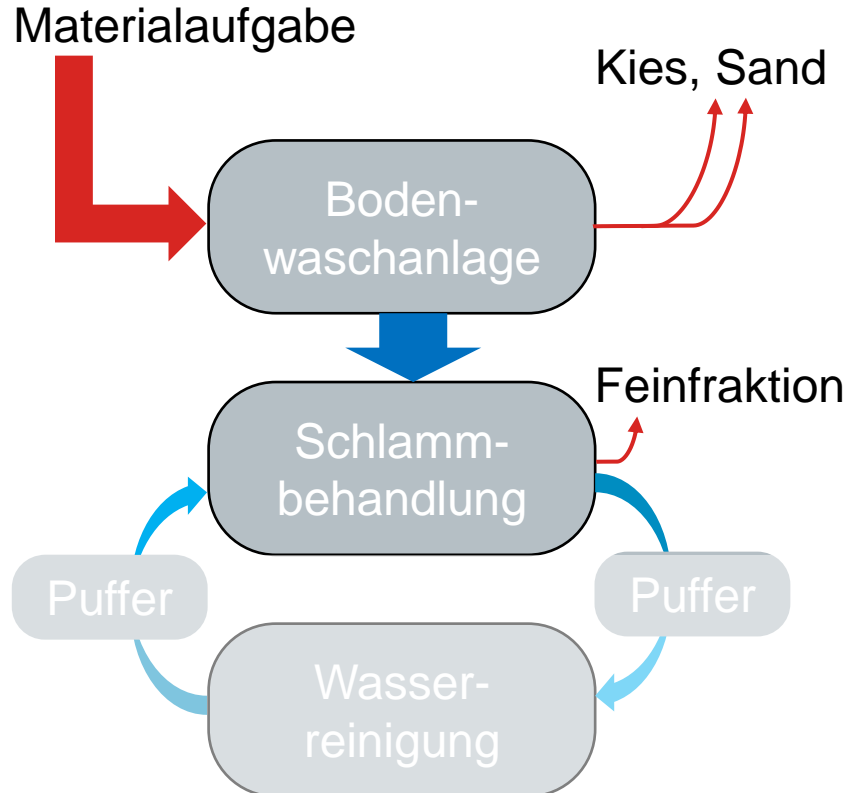 Materialaufgabe
Kies, Sand
Boden-
waschanlage
Feinfraktion
Schlamm-
behandlung
Puffer
Puffer
Wasser-
reinigung